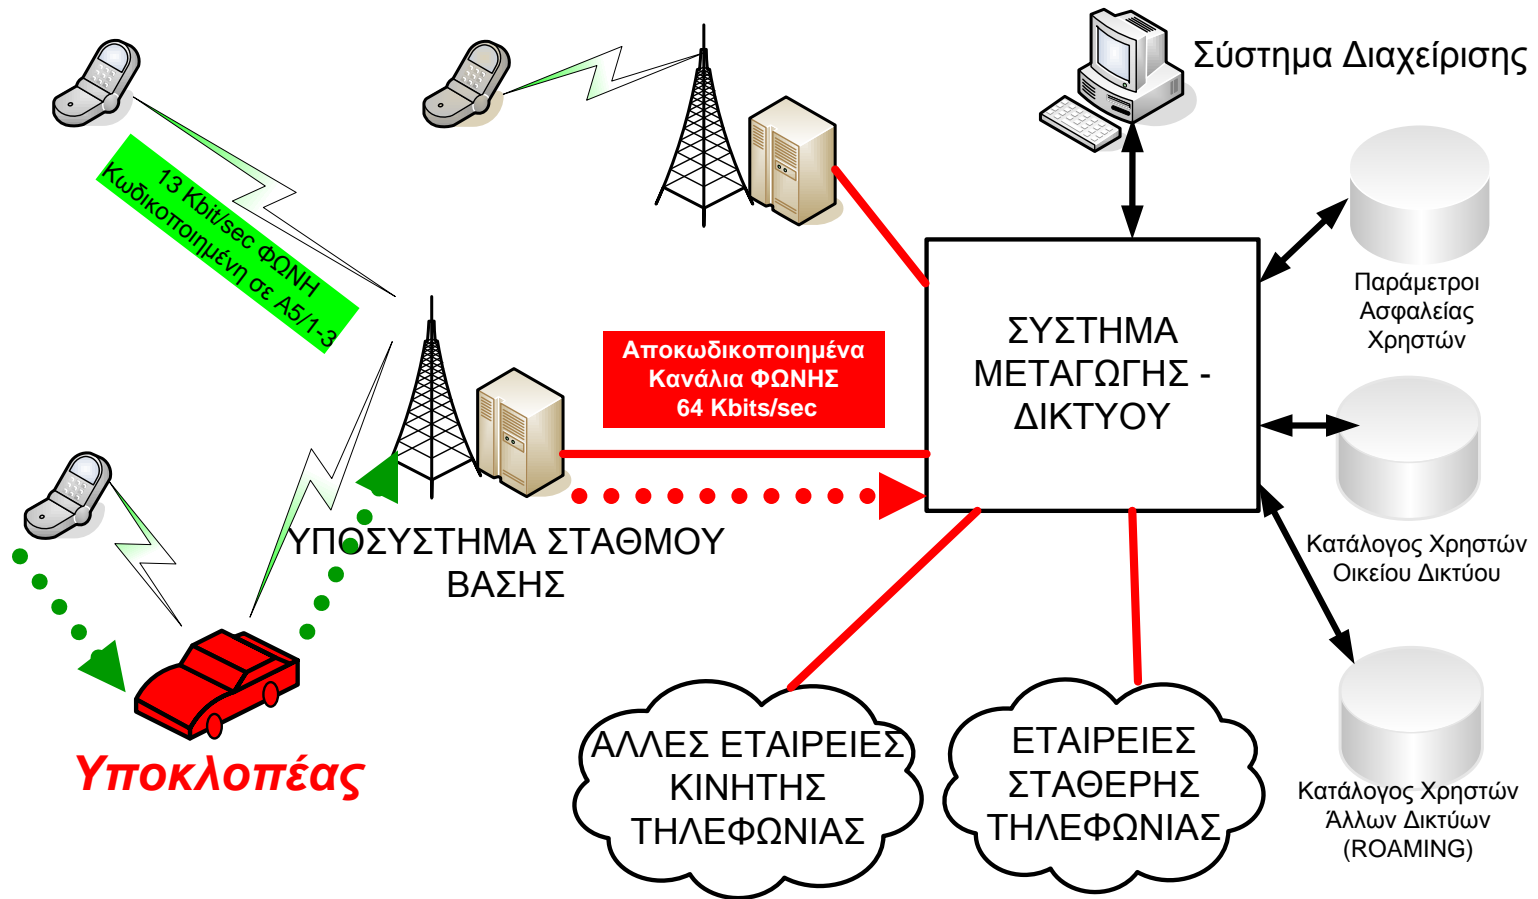 Σύστημα Διαχείρισης
13 Kbit/sec ΦΩΝΗ
Κωδικοποιημένη σε A5/1-3
Παράμετροι
Ασφαλείας
Χρηστών
ΣΥΣΤΗΜΑ
ΜΕΤΑΓΩΓΗΣ -
ΔΙΚΤΥΟΥ
Αποκωδικοποιημένα
Κανάλια ΦΩΝΗΣ
64 Kbits/sec
ΥΠΟΣΥΣΤΗΜΑ ΣΤΑΘΜΟΥ
ΒΑΣΗΣ
Κατάλογος Χρηστών
Οικείου Δικτύου
Υποκλοπέας
ΑΛΛΕΣ ΕΤΑΙΡΕΙΕΣ
ΚΙΝΗΤΗΣ
ΤΗΛΕΦΩΝΙΑΣ
ΕΤΑΙΡΕΙΕΣ
ΣΤΑΘΕΡΗΣ
ΤΗΛΕΦΩΝΙΑΣ
Κατάλογος Χρηστών
Άλλων Δικτύων
(ROAMING)